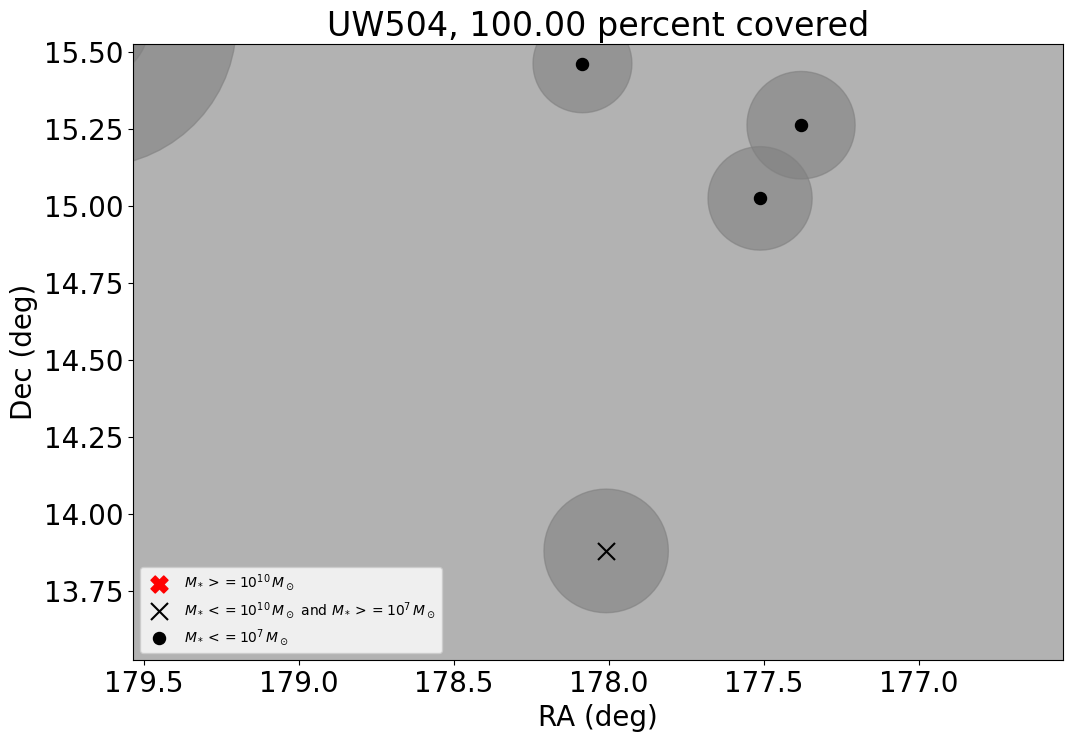 UW504, 100.00 percent covered
15.50
15.25
15.00
14.75
14.50
14.25
14.00
13.75
Dec (deg)
M* >= 10^10 M⊙
M* <= 10^10 M⊙ and M* >= 10^7 M⊙
M* <= 10^7 M⊙
179.5 179.0 178.5 178.0 177.5 177.0
RA (deg)